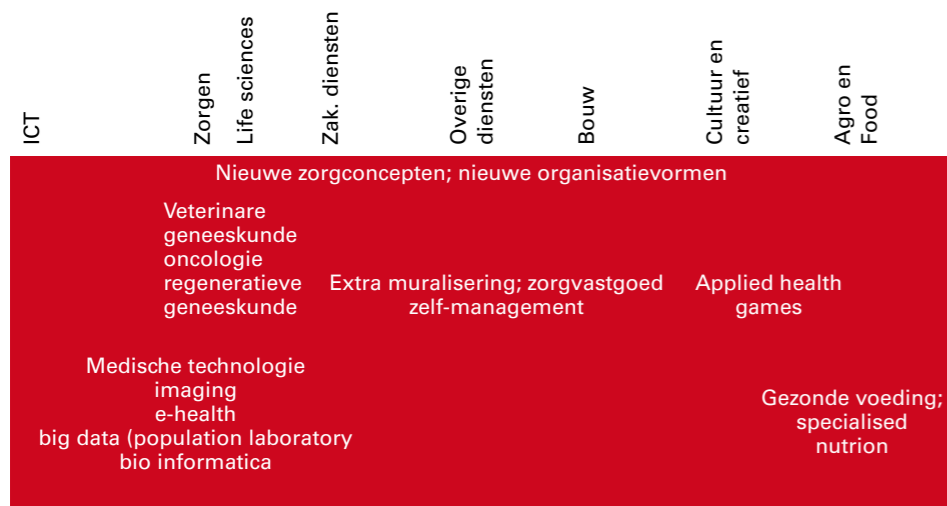 ICT
Zorgen
Life sciences
Zak. diensten
Overige
diensten
Bouw
Cultuur en
creatief
Agro en
Food
Nieuwe zorgconcepten; nieuwe organisatievormen
Veterinare
geneeskunde
oncologie
regeneratieve
geneeskunde
Extra muralisering; zorgvastgoed
zelf-management
Applied health
games
Medische technologie
imaging
e-health
big data (population laboratory
bio informatica
Gezonde voeding;
specialised
nutrion